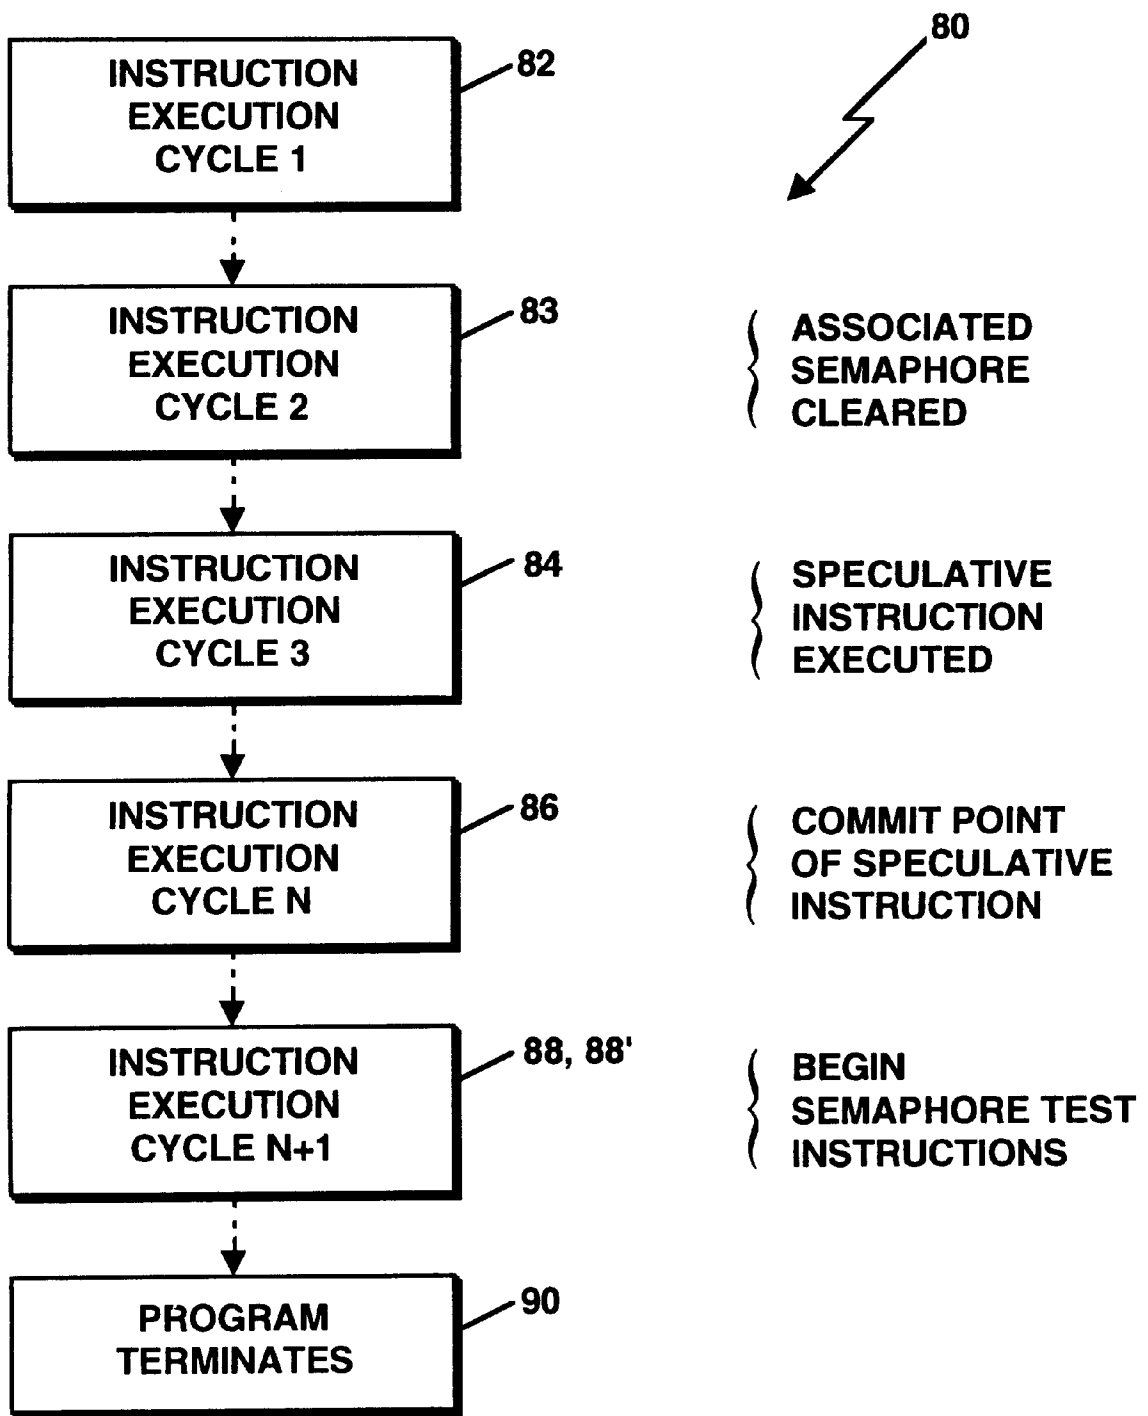 80
INSTRUCTION
EXECUTION
CYCLE 1
82
INSTRUCTION
EXECUTION
CYCLE 2
83
ASSOCIATED
SEMAPHORE
CLEARED
INSTRUCTION
EXECUTION
CYCLE 3
84
SPECULATIVE
INSTRUCTION
EXECUTED
INSTRUCTION
EXECUTION
CYCLE N
86
COMMIT POINT
OF SPECULATIVE
INSTRUCTION
INSTRUCTION
EXECUTION
CYCLE N+1
88, 88'
BEGIN
SEMAPHORE TEST
INSTRUCTIONS
PROGRAM
TERMINATES
90